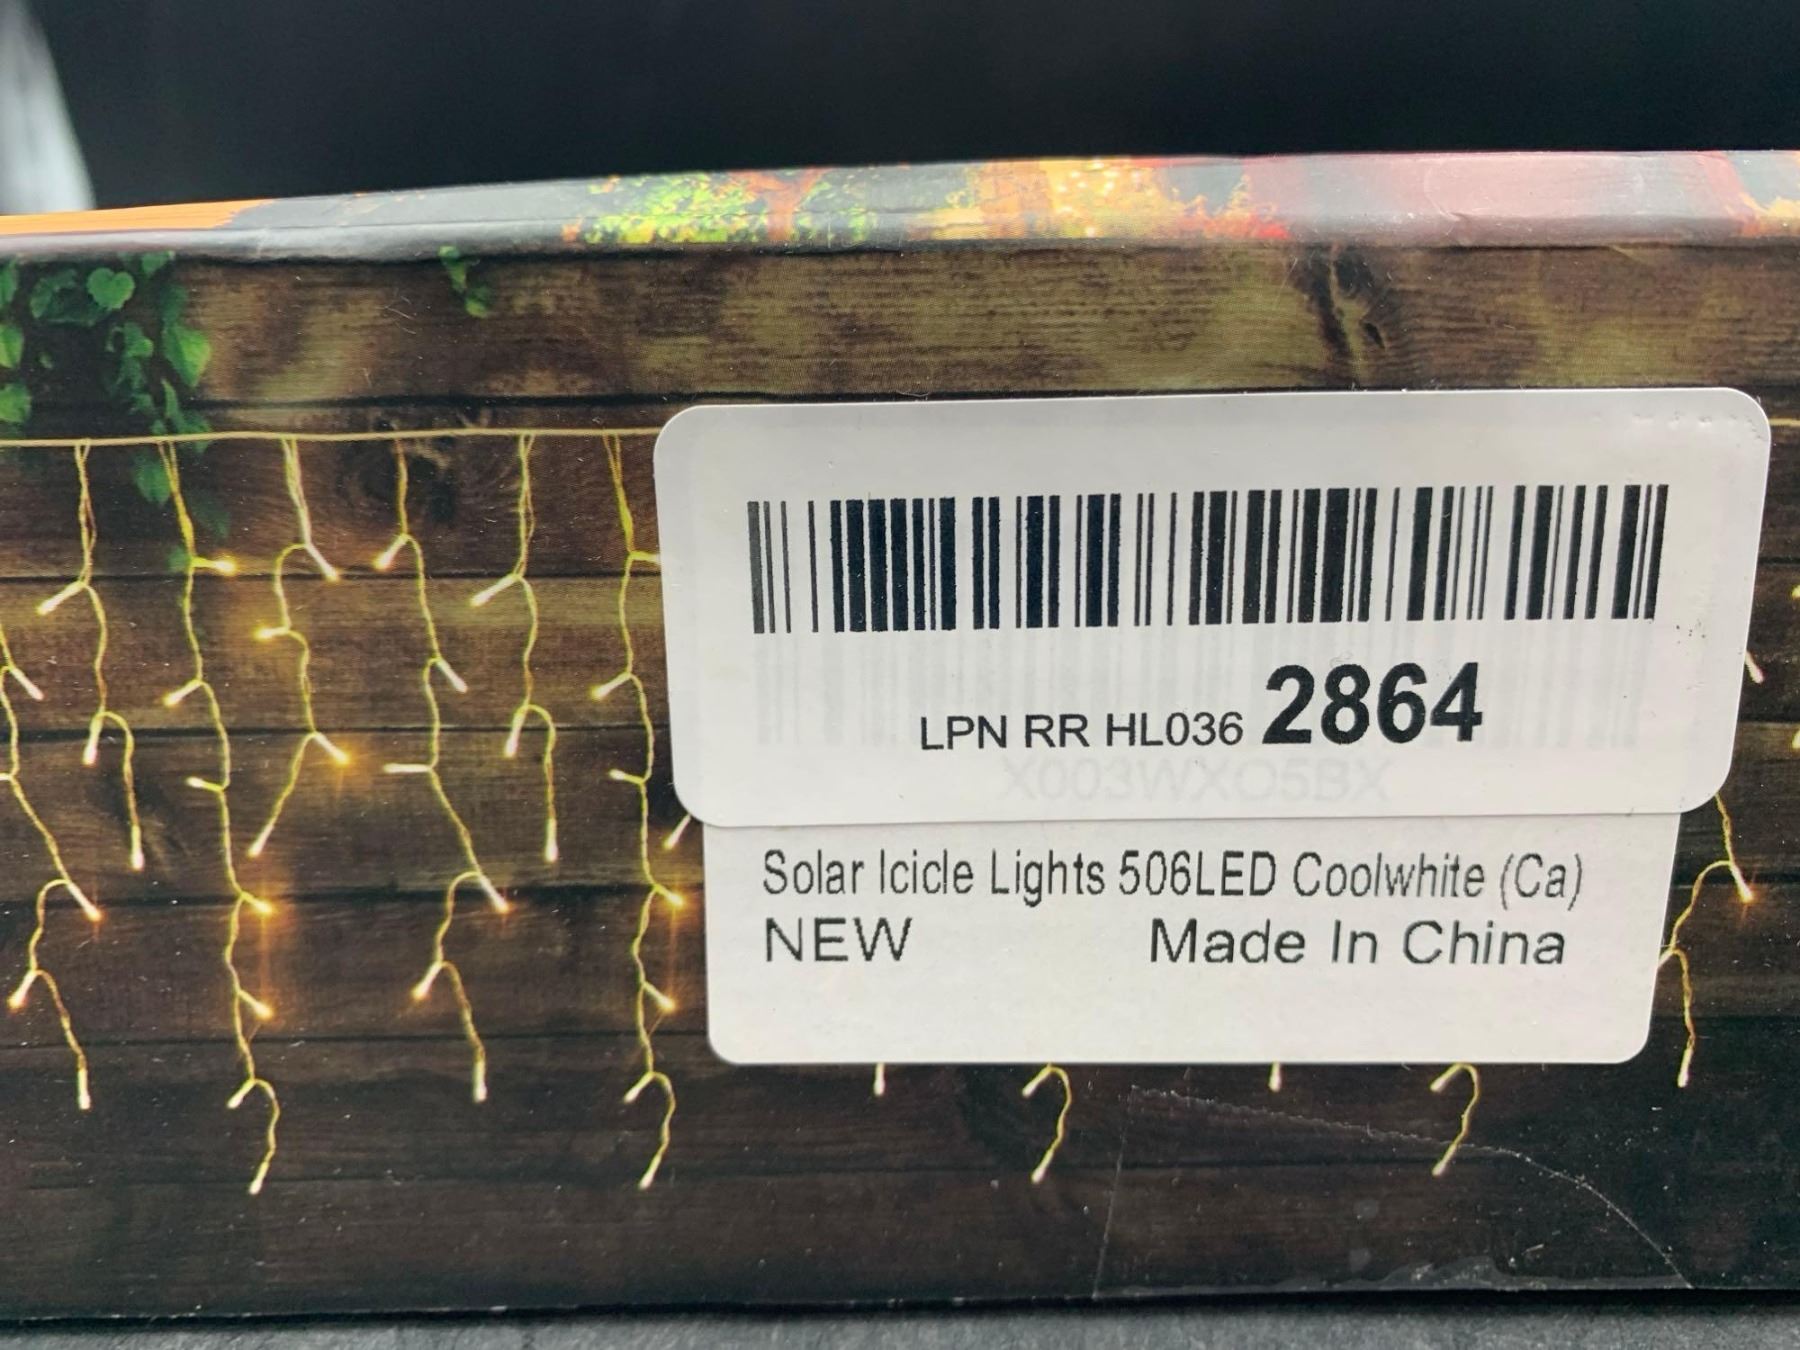 LPN RR HL036 2864
X003WXO5BX
Solar Icicle Lights 506LED Coolwhite (Ca)
NEW Made In China